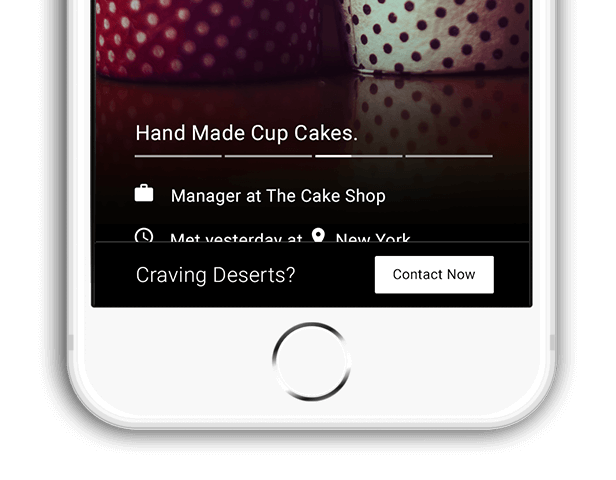 Hand Made Cup Cakes.
Manager at The Cake Shop
Met yesterday at New York
Craving Deserts?
Contact Now